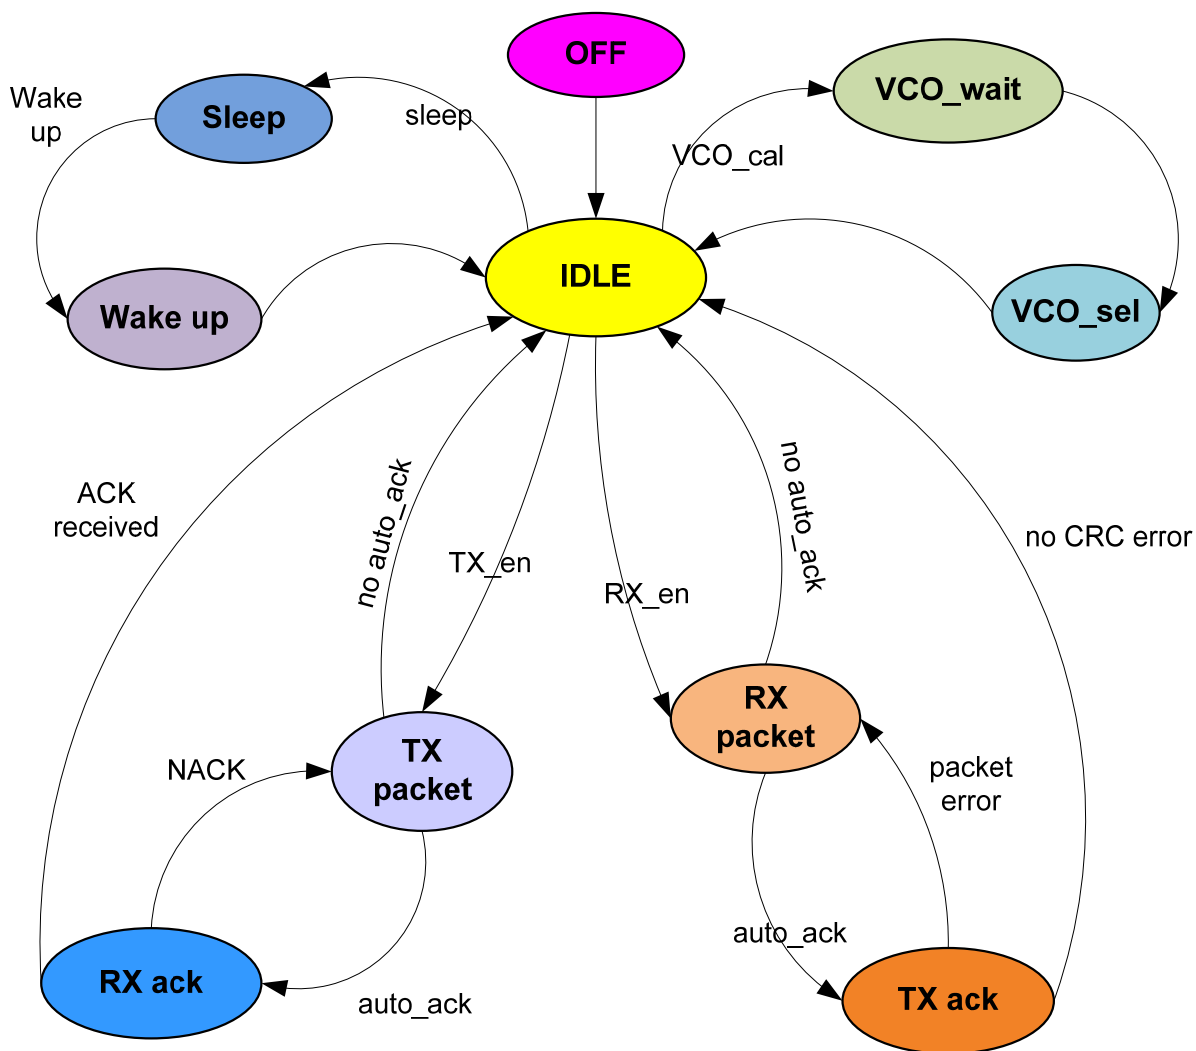 OFF
VCO_wait
Wake
up
Sleep
sleep
VCO_cal
IDLE
Wake up
VCO_sel
ACK
received
no auto_ack
TX_en
RX_en
no auto_ack
no CRC error
RX
packet
TX
packet
NACK
packet
error
auto_ack
RX ack
auto_ack
TX ack